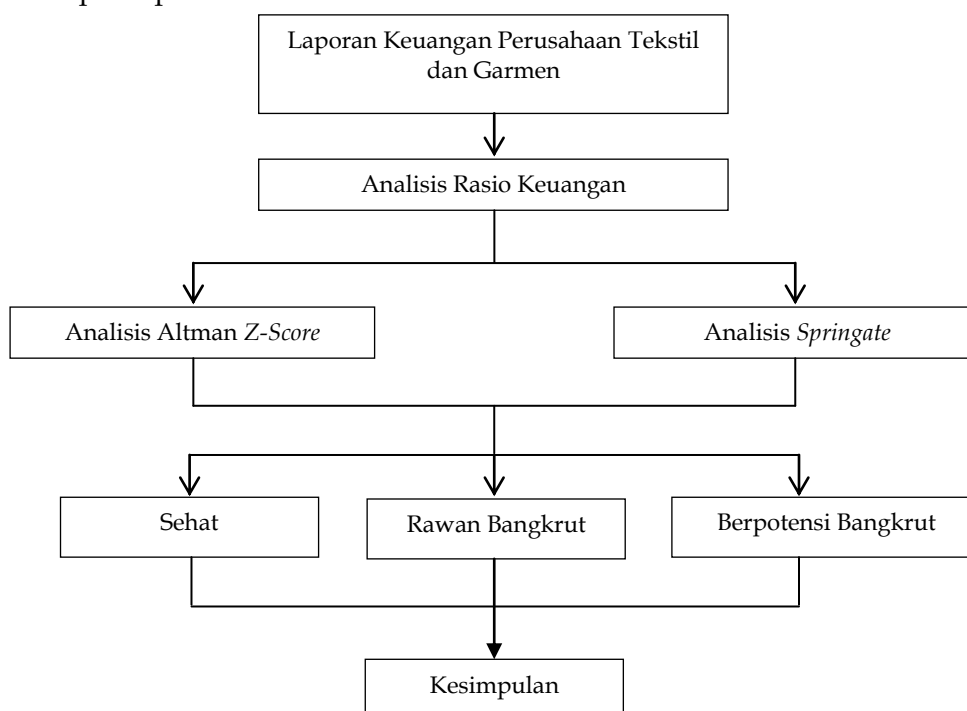 Laporan Keuangan Perusahaan Tekstil
dan Garmen
Analisis Rasio Keuangan
Analisis Altman Z-Score
Analisis Springate
Sehat
Rawan Bangkrut
Berpotensi Bangkrut
Kesimpulan